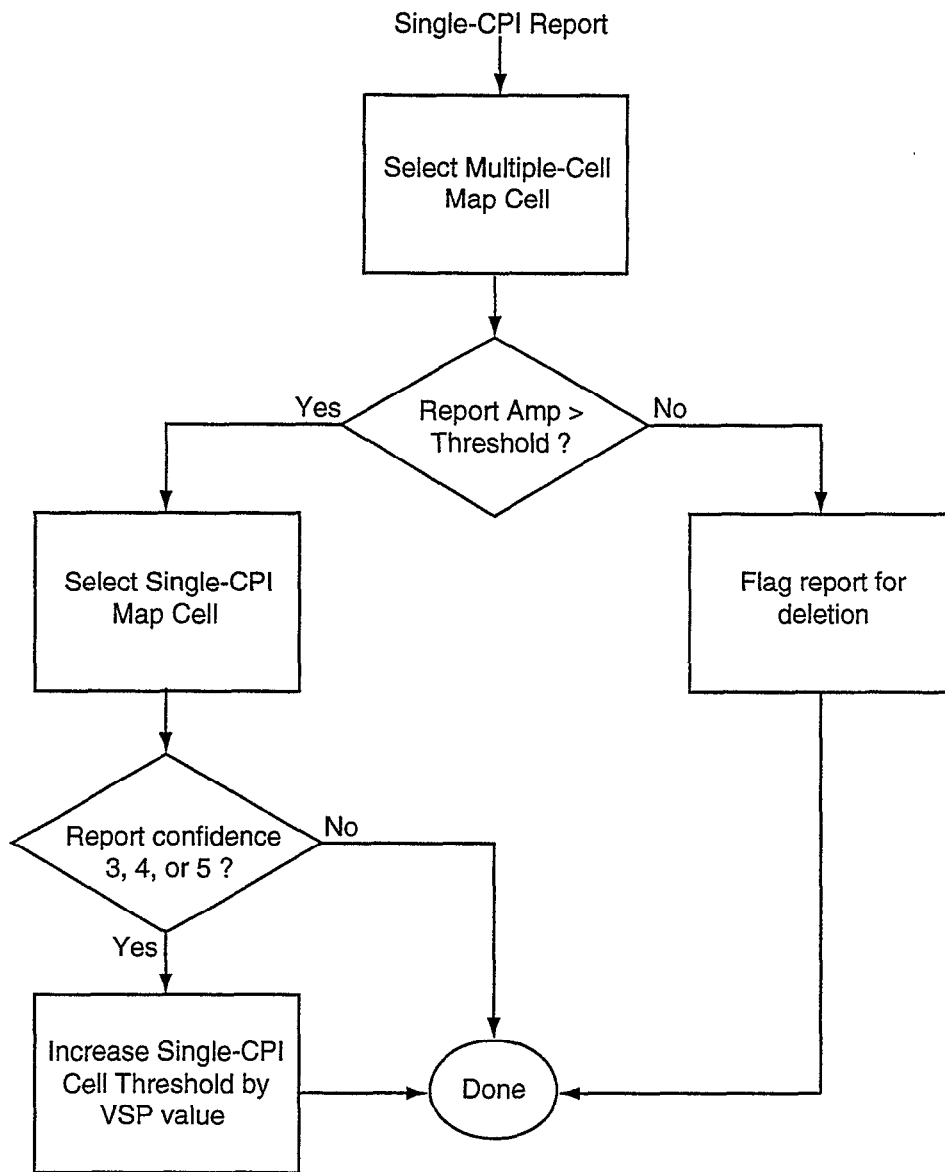 Single-CPI Report
Select Multiple-Cell
Map Cell
Report Amp >
Threshold ?
Yes
No
Select Single-CPI
Map Cell
Flag report for
deletion
Report confidence
3, 4, or 5 ?
No
Yes
Increase Single-CPI
Cell Threshold by
VSP value
Done